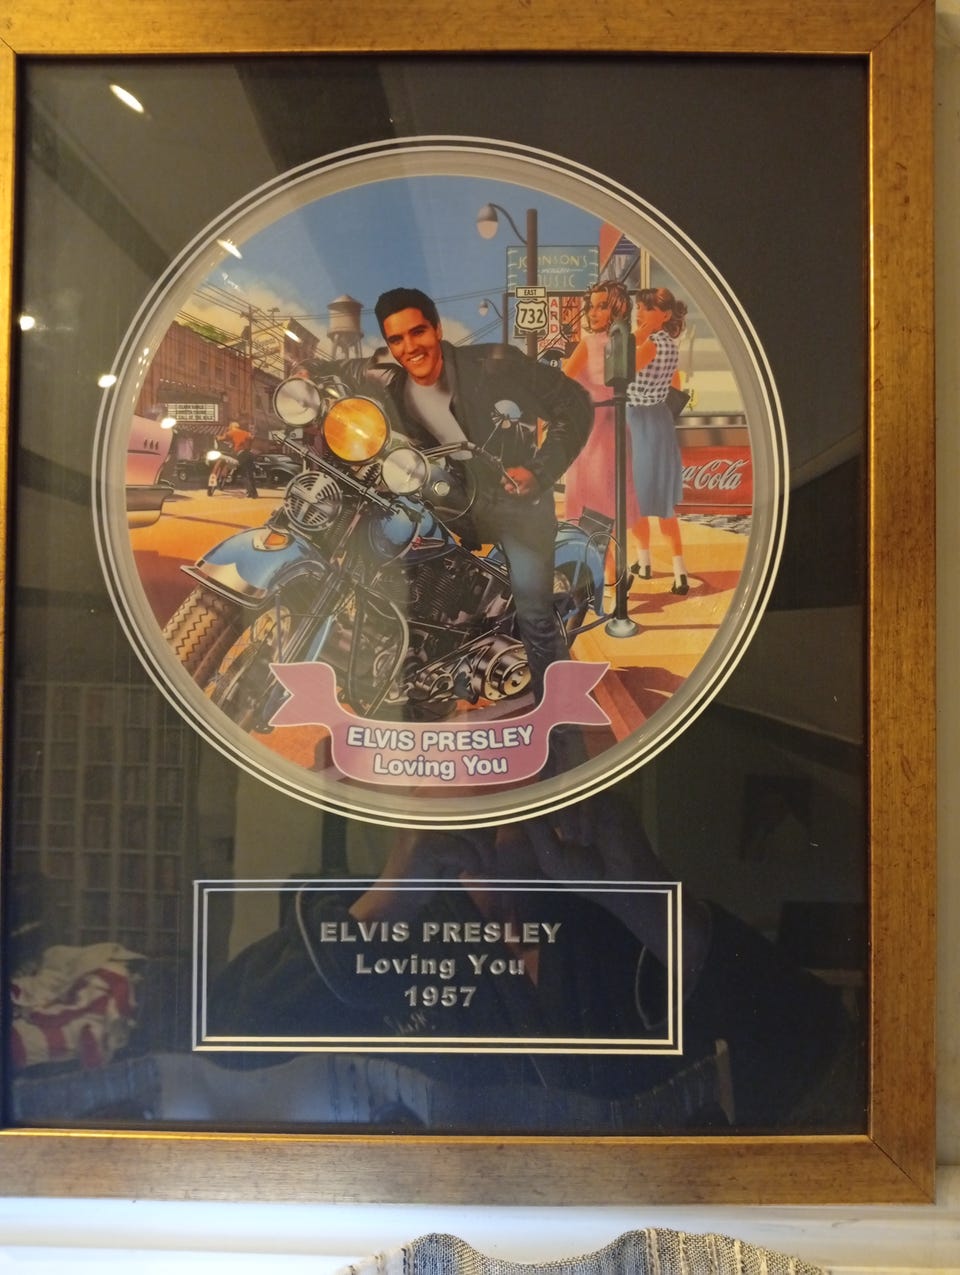 JOHNSON'S
MUSIC
EAST
732
Coca-Cola
ELVIS PRESLEY
Loving You
ELVIS PRESLEY
Loving You
1957